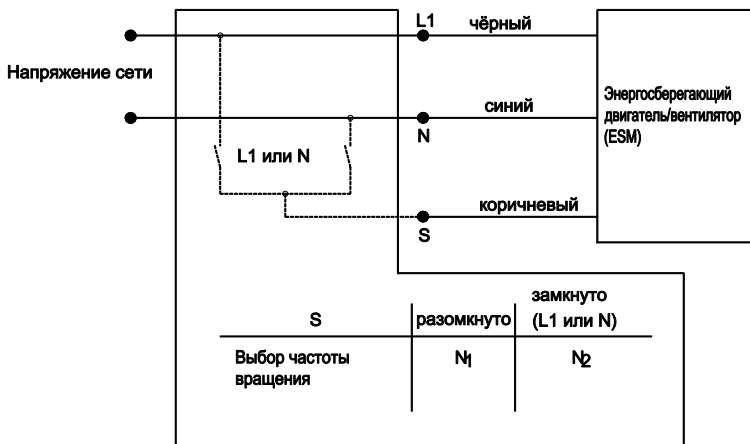 L1
чёрный
Напряжение сети
Энергосберегающий
двигатель/вентилятор
(ESM)
синий
N
L1 или N
коричневый
S
S
разомкнуто
замкнуто
(L1 или N)
Выбор частоты
вращения
N1
N2